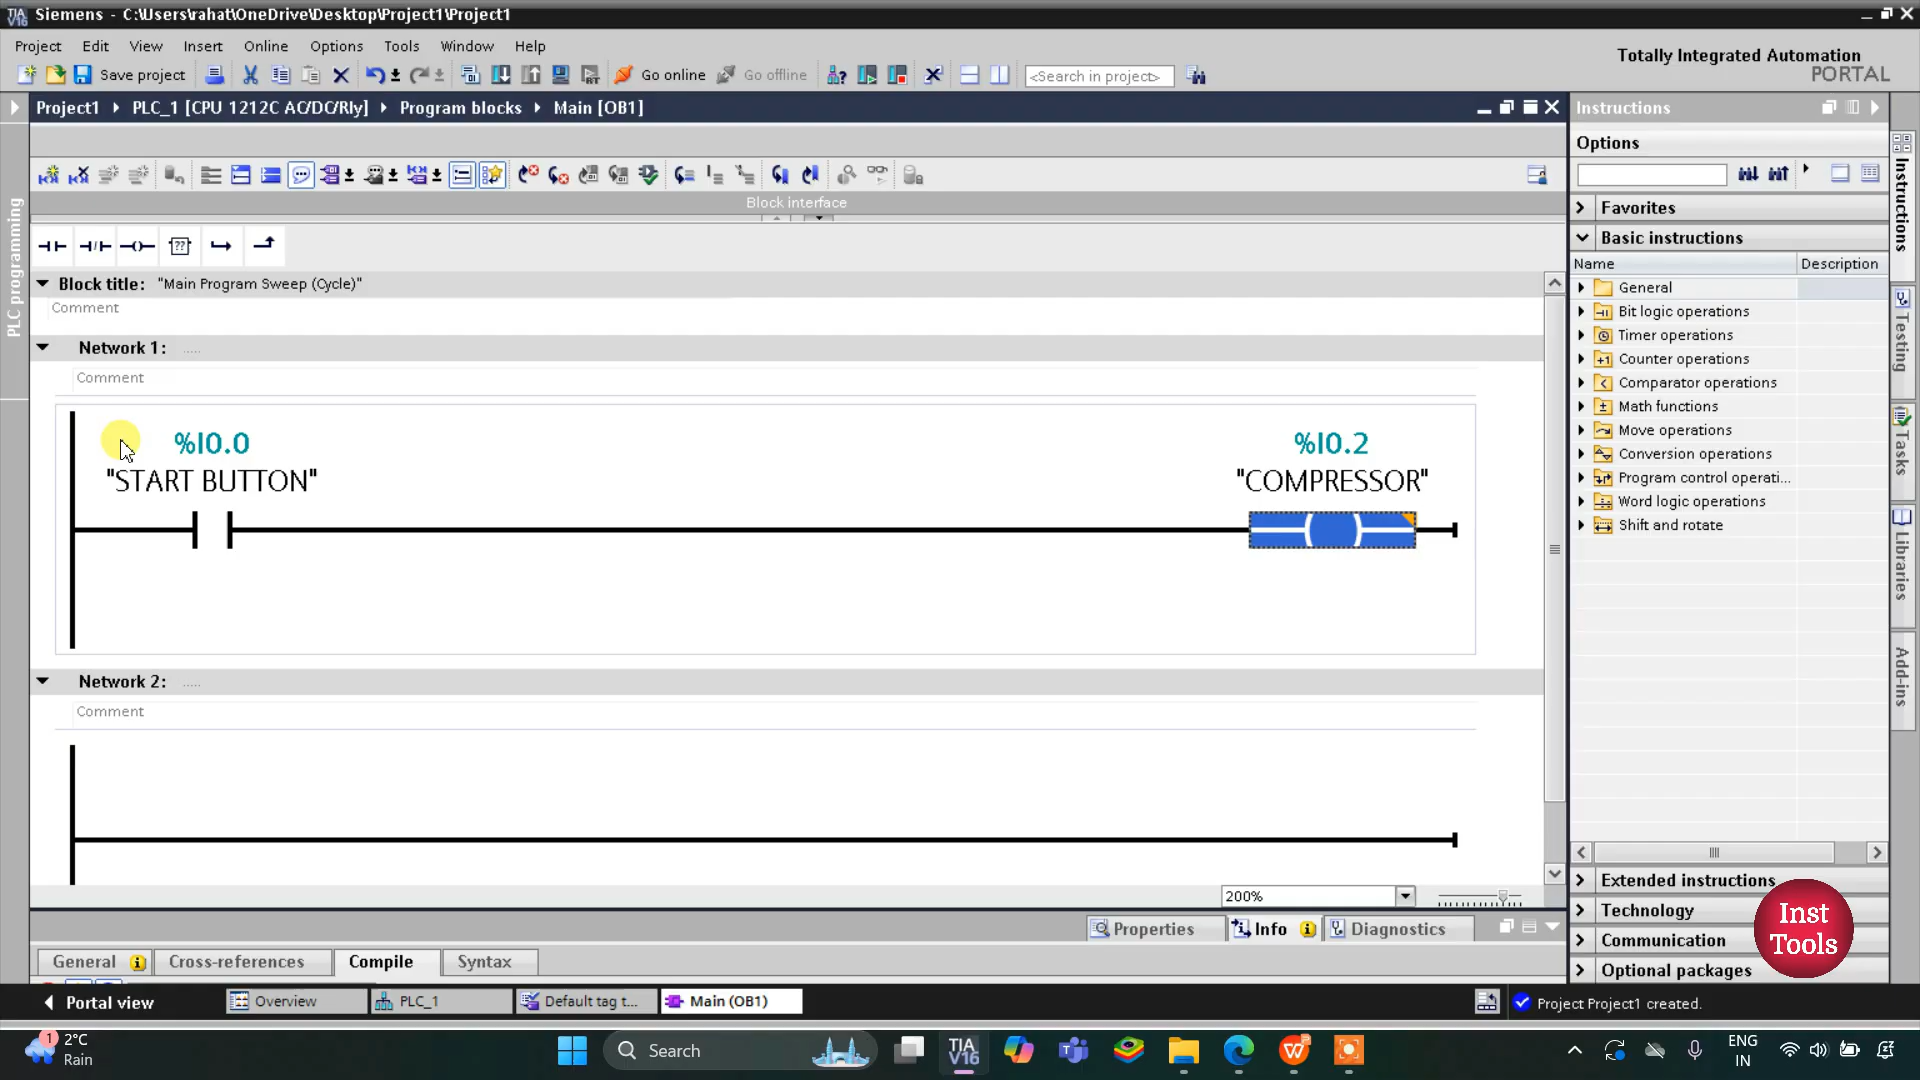 Siemens - C:\Users\rahat\OneDrive\Desktop\Project1\Project1
Project Edit View Insert Online Options Tools Window Help
Totally Integrated Automation
PORTAL
Save project
Go online
Go offline
<Search in project>
Project1 PLC_1 [CPU 1212C AC/DC/Rly] Program blocks Main [OB1]
Instructions
Options
Block interface
Favorites
Basic instructions
Name Description
General
Bit logic operations
Timer operations
Counter operations
Comparator operations
Math functions
Move operations
Conversion operations
Program control operati...
Word logic operations
Shift and rotate
Extended instructions
Technology
Communication
Optional packages
PLC programming
Instructions
Testing
Tasks
Libraries
Add-ins
??
Block title: "Main Program Sweep (Cycle)"
Comment
Network 1: .....
Comment
%I0.0
"START BUTTON"
%I0.2
"COMPRESSOR"
Network 2: .....
Comment
200%
Properties Info Diagnostics
General Cross-references Compile Syntax
Inst
Tools
Portal view Overview PLC_1 Default tag t... Main (OB1)
Project Project1 created.
1
2°C
Rain
Search
TIA
V16
ENG
IN